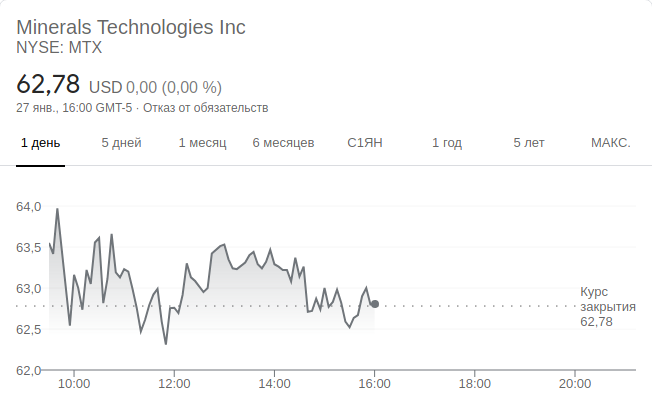 Minerals Technologies Inc
NYSE: MTX
62,78 USD 0,00 (0,00 %)
27 янв., 16:00 GMT-5 · Отказ от обязательств
1 день 5 дней 1 месяц 6 месяцев С1ЯН 1 год 5 лет МАКС.
64,0
63,5
63,0
Курс
закрытия
62,78
62,5
62,0
10:00 12:00 14:00 16:00 18:00 20:00